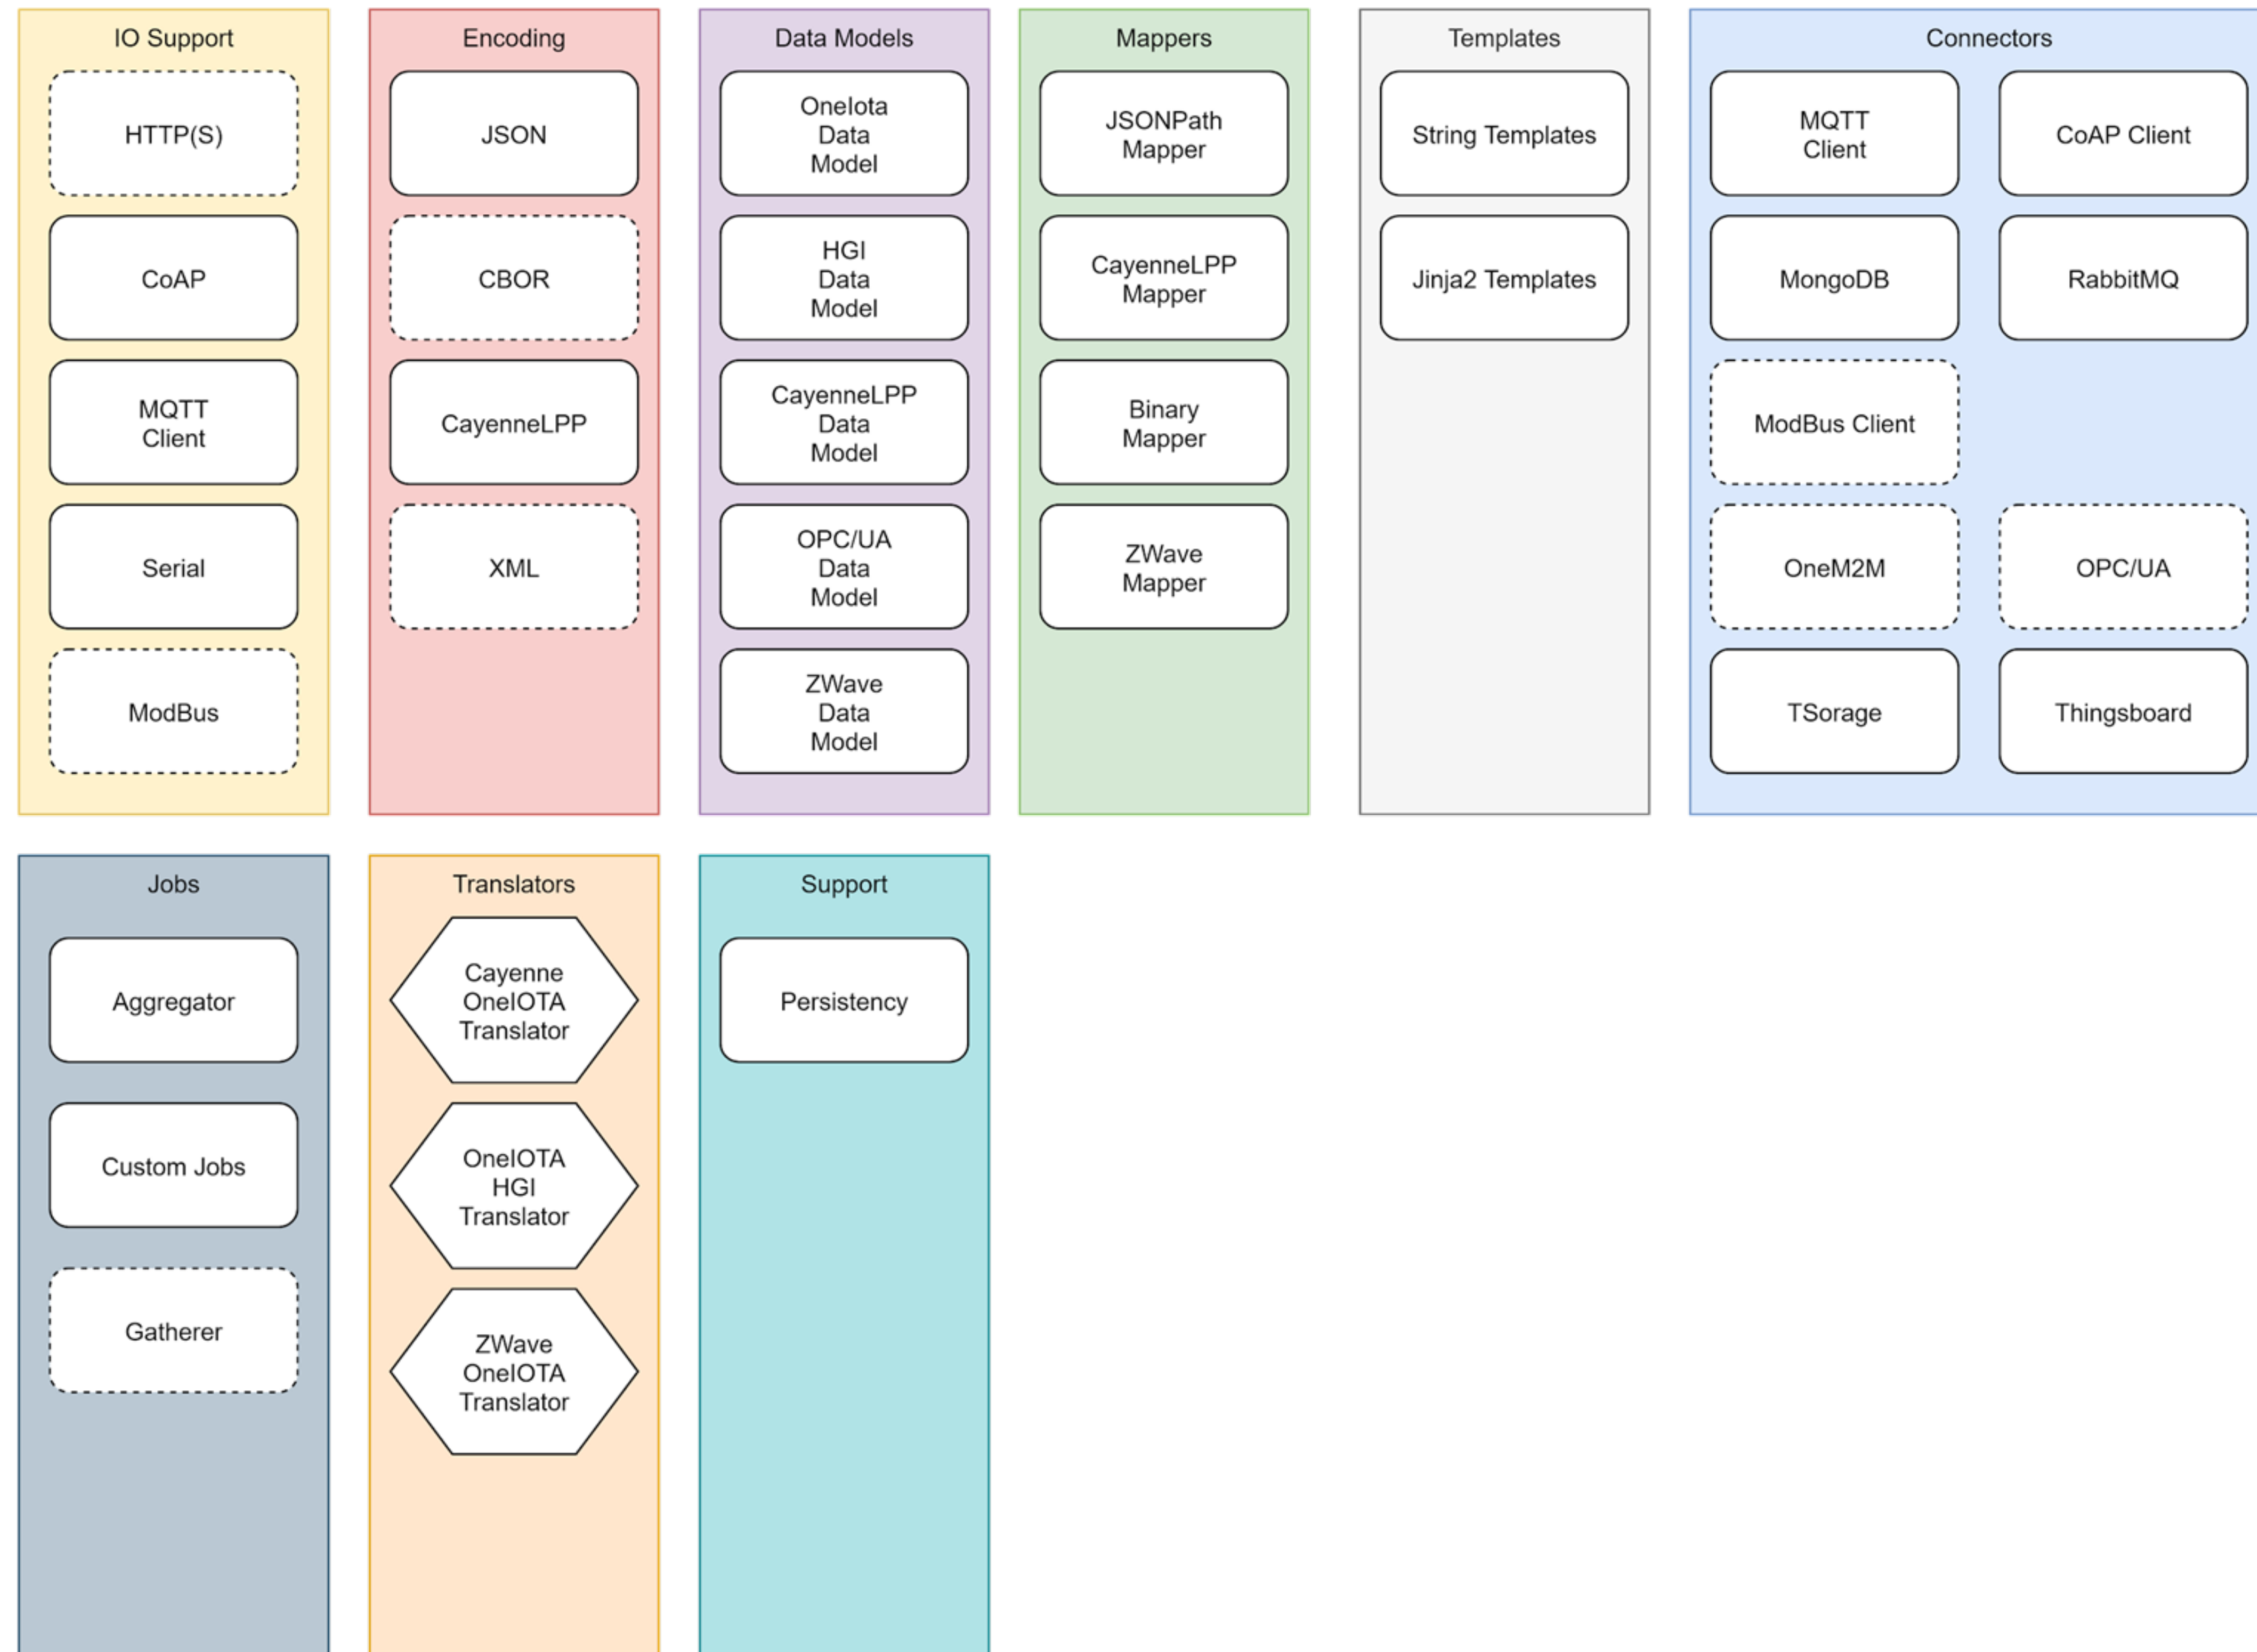 IO Support
HTTP(S)
CoAP
MQTT
Client
Serial
ModBus
Encoding
JSON
CBOR
CayenneLPP
XML
Data Models
OneIota
Data
Model
HGI
Data
Model
CayenneLPP
Data
Model
OPC/UA
Data
Model
ZWave
Data
Model
Mappers
JSONPath
Mapper
CayenneLPP
Mapper
Binary
Mapper
ZWave
Mapper
Templates
String Templates
Jinja2 Templates
Connectors
MQTT
Client
CoAP Client
MongoDB
RabbitMQ
ModBus Client
OneM2M
OPC/UA
TSorage
Thingsboard
Jobs
Aggregator
Custom Jobs
Gatherer
Translators
Cayenne
OneIOTA
Translator
OneIOTA
HGI
Translator
ZWave
OneIOTA
Translator
Support
Persistency